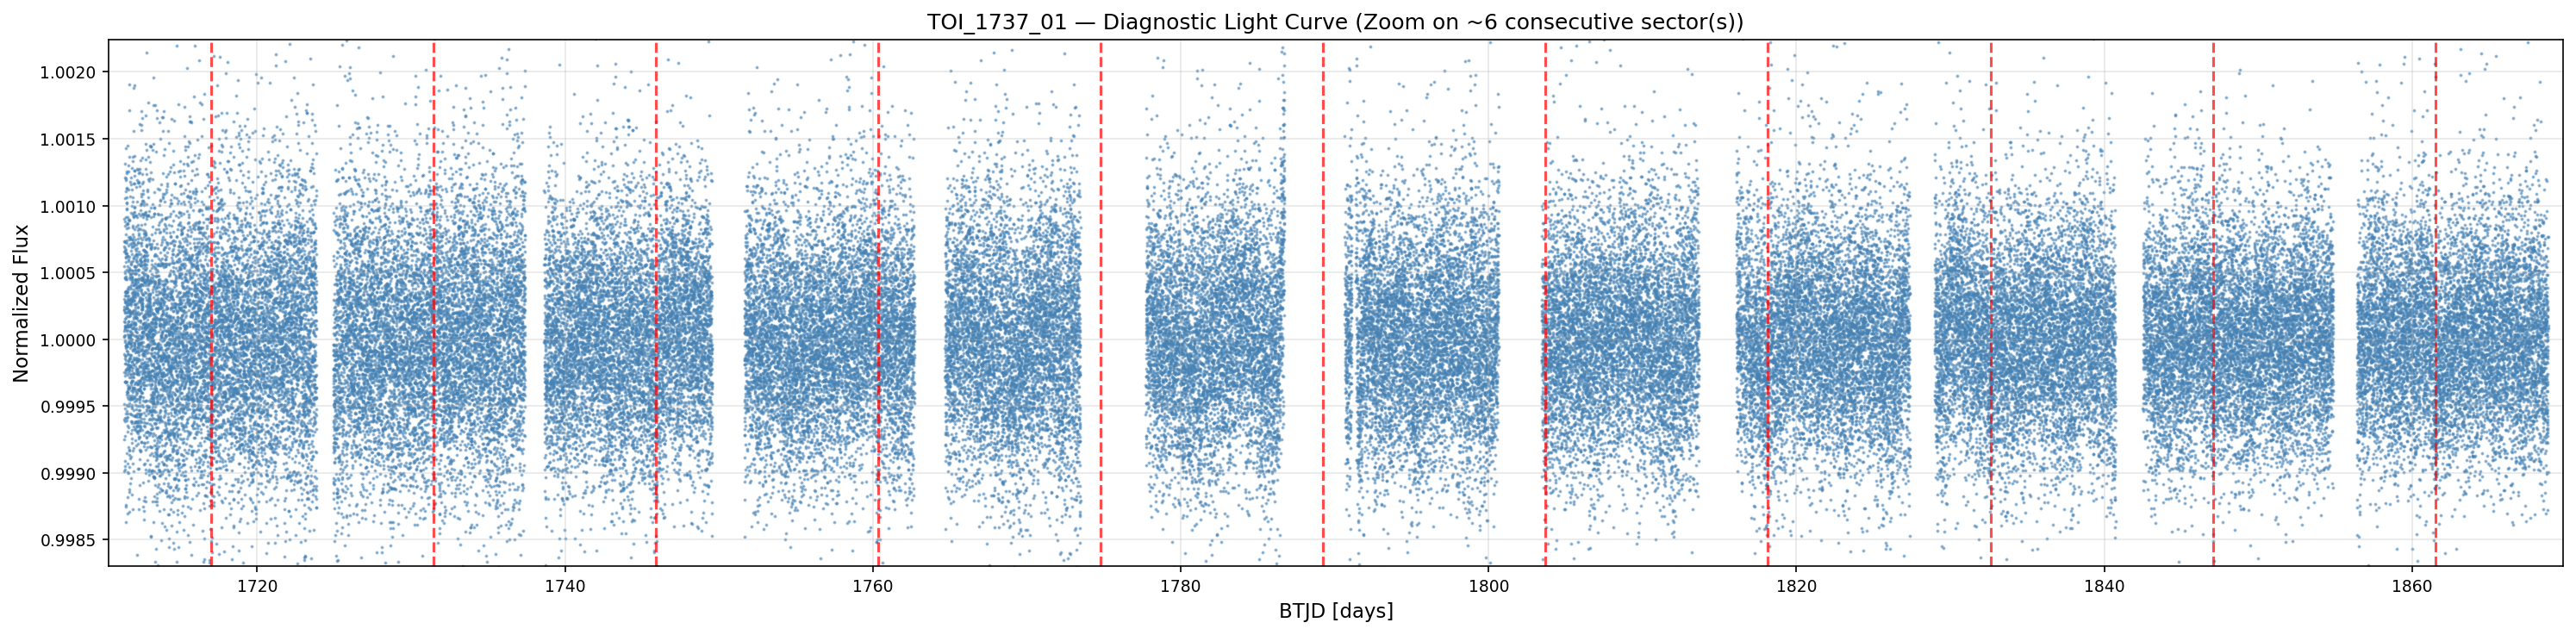 TOI_1737_01 — Diagnostic Light Curve (Zoom on ~6 consecutive sector(s))
Normalized Flux
1.0020
1.0015
1.0010
1.0005
1.0000
0.9995
0.9990
0.9985
1720 1740 1760 1780 1800 1820 1840 1860
BTJD [days]